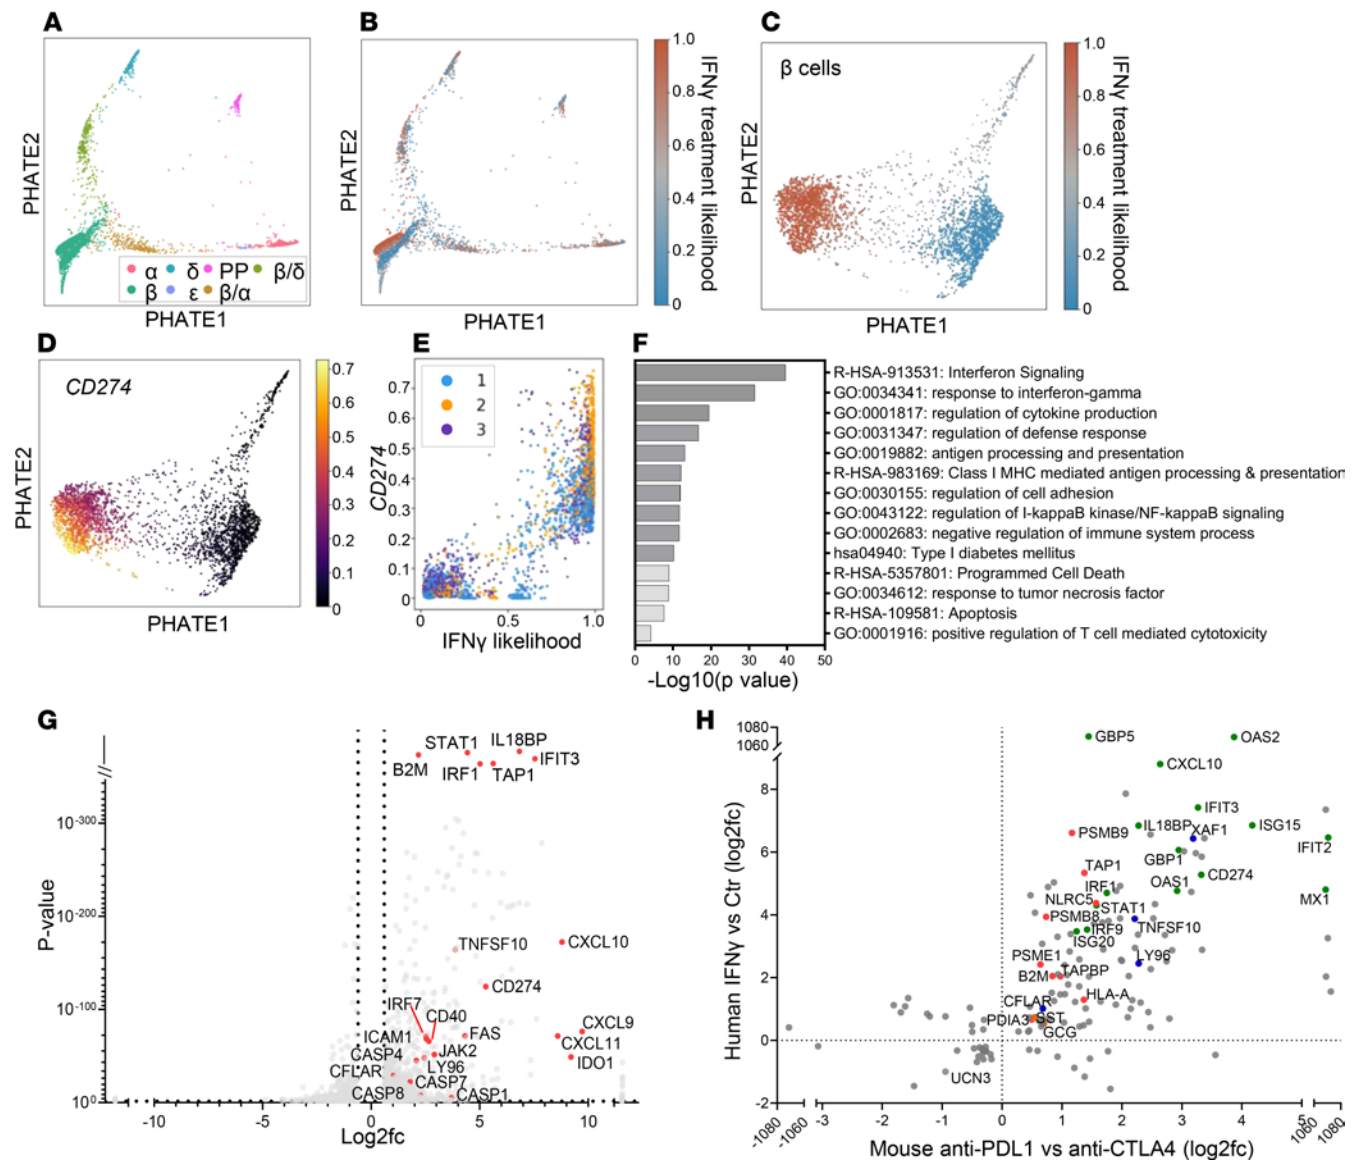 A
PHATE2
PHATE1
α δ PP β/δ
β ε β/α
B
PHATE2
PHATE1
1.0
0.8
0.6
0.4
0.2
0
IFNγ treatment likelihood
C
β cells
PHATE2
PHATE1
1.0
0.8
0.6
0.4
0.2
0
IFNγ treatment likelihood
D
CD274
PHATE2
PHATE1
0.7
0.6
0.5
0.4
0.3
0.2
0.1
0
E
CD274
0.7
0.6
0.5
0.4
0.3
0.2
0.1
0
1
2
3
0 0.5 1.0
IFNγ likelihood
F
R-HSA-913531: Interferon Signaling
GO:0034341: response to interferon-gamma
GO:0001817: regulation of cytokine production
GO:0031347: regulation of defense response
GO:0019882: antigen processing and presentation
R-HSA-983169: Class I MHC mediated antigen processing & presentation
GO:0030155: regulation of cell adhesion
GO:0043122: regulation of I-kappaB kinase/NF-kappaB signaling
GO:0002683: negative regulation of immune system process
hsa04940: Type I diabetes mellitus
R-HSA-5357801: Programmed Cell Death
GO:0034612: response to tumor necrosis factor
R-HSA-109581: Apoptosis
GO:0001916: positive regulation of T cell mediated cytotoxicity
0 10 20 30 40 50
-Log10(p value)
G
P-value
10-300
10-200
10-100
100
STAT1
IL18BP
B2M
IRF1
TAP1
IFIT3
CXCL10
TNFSF10
CD274
IRF7
CD40
CXCL9
ICAM1
FAS
CXCL11
CASP4
JAK2
IDO1
CFLAR
LY96
CASP7
CASP8
CASP1
-10 -5 0 5 10
Log2fc
H
Human IFNγ vs Ctr (log2fc)
1080
1060
8
6
4
2
0
-2
GBP5
OAS2
CXCL10
IFIT3
IL18BP
XAF1
ISG15
PSMB9
IFIT2
GBP1
TAP1
CD274
OAS1
IRF1
NLRC5
MX1
STAT1
PSMB8
TNFSF10
IRF9
ISG20
PSME1
LY96
B2M
TAPBP
HLA-A
CFLAR
PDIA3
SST
GCG
UCN3
-1080 -1060 -3 -2 -1 0 1 2 3 4 5 1060 1080
Mouse anti-PDL1 vs anti-CTLA4 (log2fc)